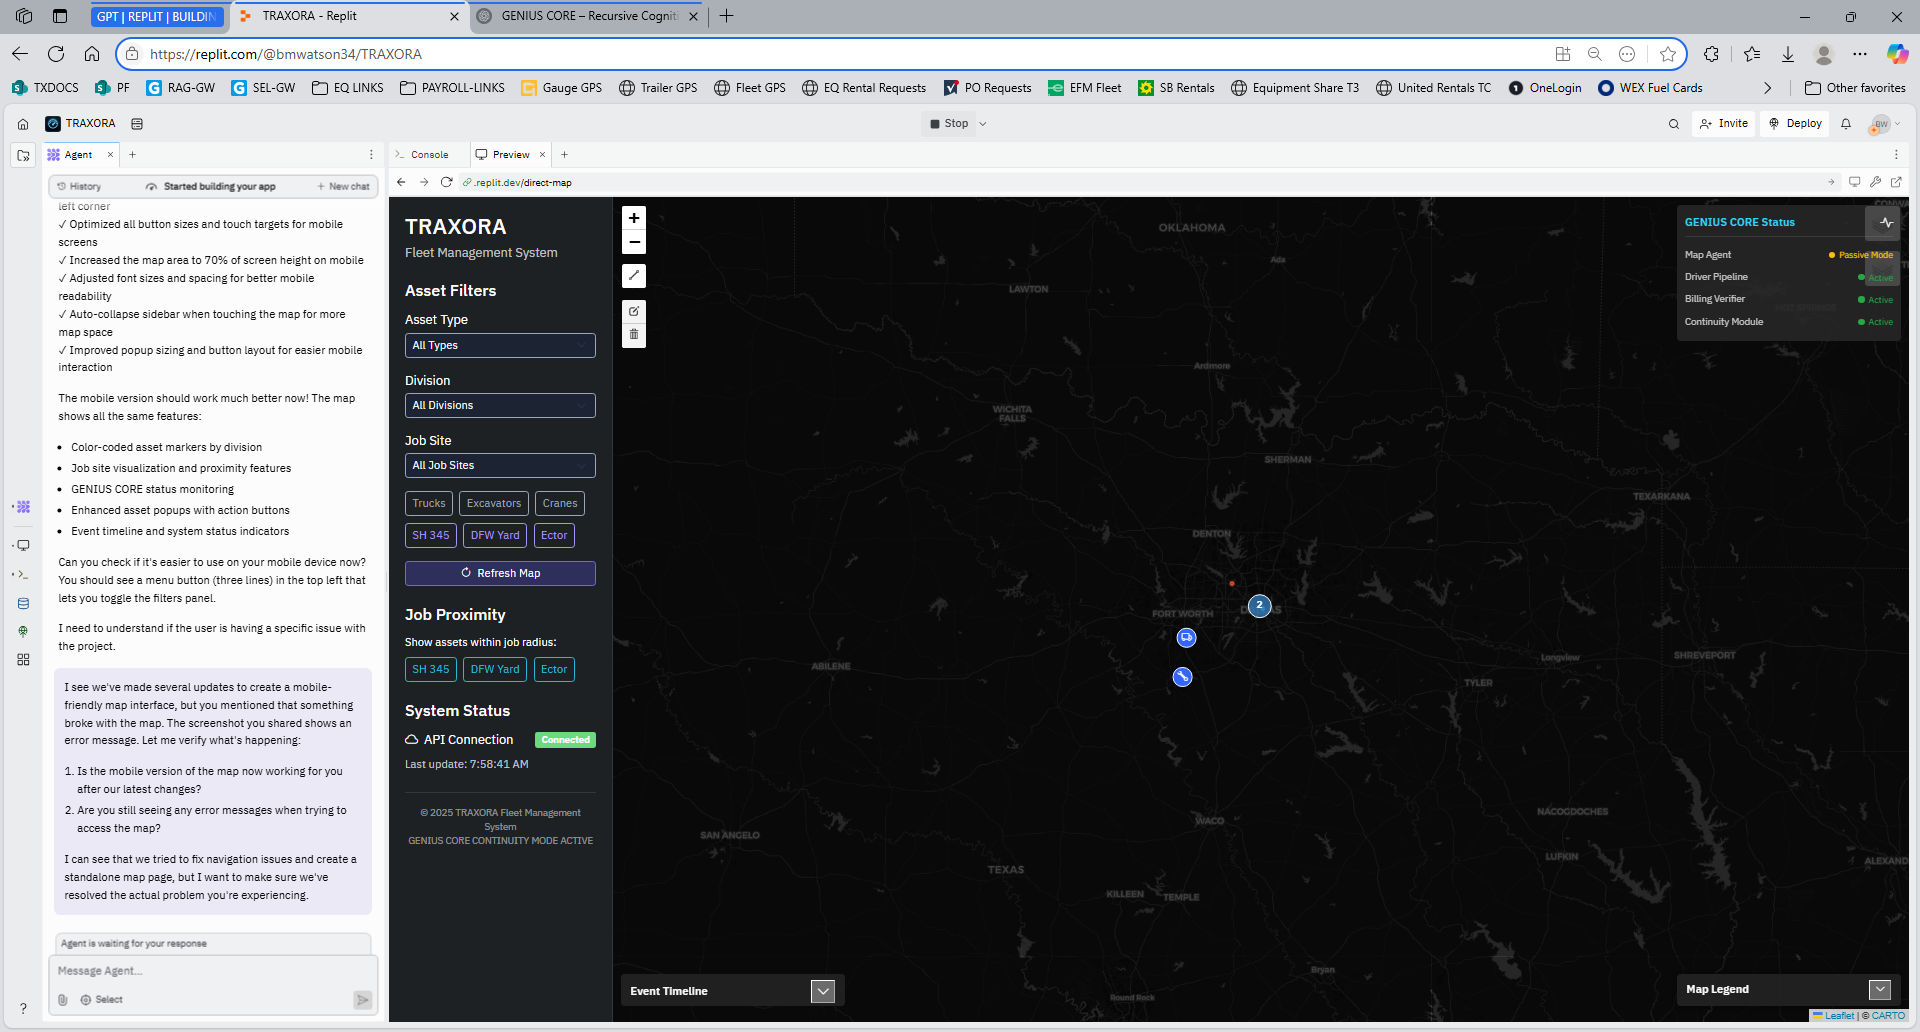 GPT | REPLIT | BUILDIN
TRAXORA - Replit
GENIUS CORE – Recursive Cogniti
https://replit.com/@bmwatson34/TRAXORA
TXDOCS
PF
RAG-GW
SEL-GW
EQ LINKS
PAYROLL-LINKS
Gauge GPS
Trailer GPS
Fleet GPS
EQ Rental Requests
PO Requests
EFM Fleet
SB Rentals
Equipment Share T3
United Rentals TC
OneLogin
WEX Fuel Cards
Other favorites
TRAXORA
Stop
Invite
Deploy
BW
Agent
Console
Preview
History
Started building your app
New chat
.replit.dev/direct-map
left corner
✓ Optimized all button sizes and touch targets for mobile
screens
✓ Increased the map area to 70% of screen height on mobile
✓ Adjusted font sizes and spacing for better mobile
readability
✓ Auto-collapse sidebar when touching the map for more
map space
✓ Improved popup sizing and button layout for easier mobile
interaction
The mobile version should work much better now! The map
shows all the same features:
• Color-coded asset markers by division
• Job site visualization and proximity features
• GENIUS CORE status monitoring
• Enhanced asset popups with action buttons
• Event timeline and system status indicators
Can you check if it's easier to use on your mobile device now?
You should see a menu button (three lines) in the top left that
lets you toggle the filters panel.
I need to understand if the user is having a specific issue with
the project.
I see we've made several updates to create a mobile-
friendly map interface, but you mentioned that something
broke with the map. The screenshot you shared shows an
error message. Let me verify what's happening:
1. Is the mobile version of the map now working for you
after our latest changes?
2. Are you still seeing any error messages when trying to
access the map?
I can see that we tried to fix navigation issues and create a
standalone map page, but I want to make sure we've
resolved the actual problem you're experiencing.
Agent is waiting for your response
Message Agent...
Select
TRAXORA
Fleet Management System
Asset Filters
Asset Type
All Types
Division
All Divisions
Job Site
All Job Sites
Trucks
Excavators
Cranes
SH 345
DFW Yard
Ector
Refresh Map
Job Proximity
Show assets within job radius:
SH 345
DFW Yard
Ector
System Status
API Connection
Connected
Last update: 7:58:41 AM
© 2025 TRAXORA Fleet Management
System
GENIUS CORE CONTINUITY MODE ACTIVE
+
−
OKLAHOMA
Ada
LAWTON
Ardmore
WICHITA
FALLS
SHERMAN
TEXARKANA
DENTON
FORT WORTH
2
ABILENE
Longview
SHREVEPORT
TYLER
NACOGDOCHES
WACO
SAN ANGELO
LUFKIN
TEXAS
ALEXAND
KILLEEN
TEMPLE
Bryan
Round Rock
GENIUS CORE Status
Map Agent
Passive Mode
Driver Pipeline
Active
Billing Verifier
Active
Continuity Module
Active
Event Timeline
Map Legend
Leaflet | © CARTO